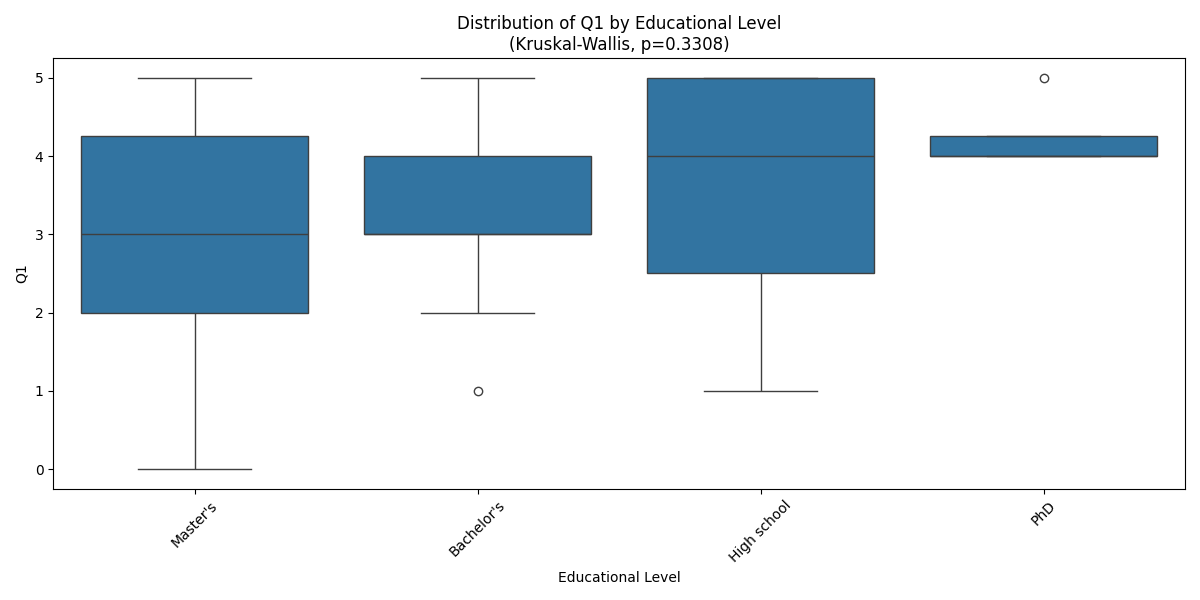 Distribution of Q1 by Educational Level
(Kruskal-Wallis, p=0.3308)
Q1
5
4
3
2
1
0
Master's
Bachelor's
High school
PhD
Educational Level